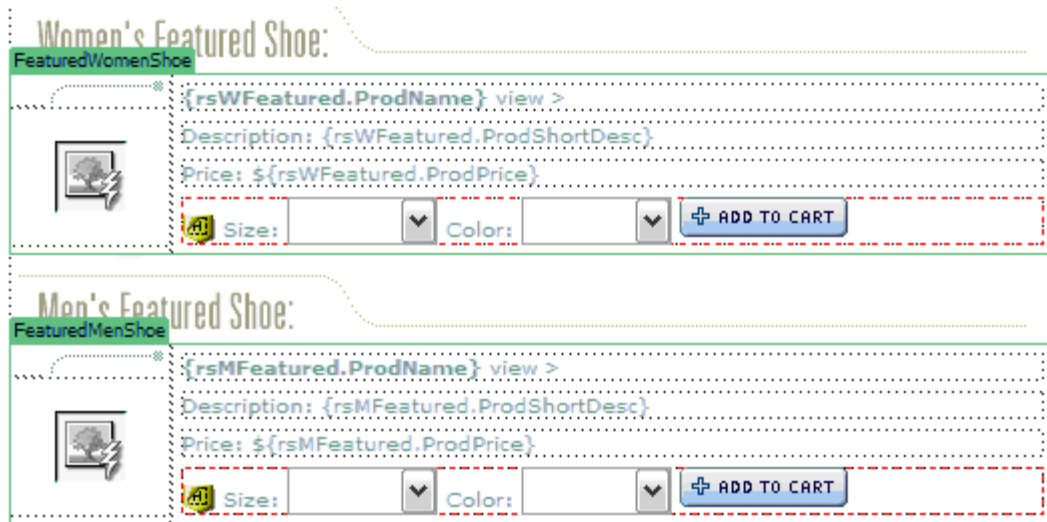 Women's Featured Shoe:
FeaturedWomenShoe
{rsWFeatured.ProdName} view >
Description: {rsWFeatured.ProdShortDesc}
Price: ${rsWFeatured.ProdPrice}
Size: Color: ADD TO CART
Men's Featured Shoe:
FeaturedMenShoe
{rsMFeatured.ProdName} view >
Description: {rsMFeatured.ProdShortDesc}
Price: ${rsMFeatured.ProdPrice}
Size: Color: ADD TO CART